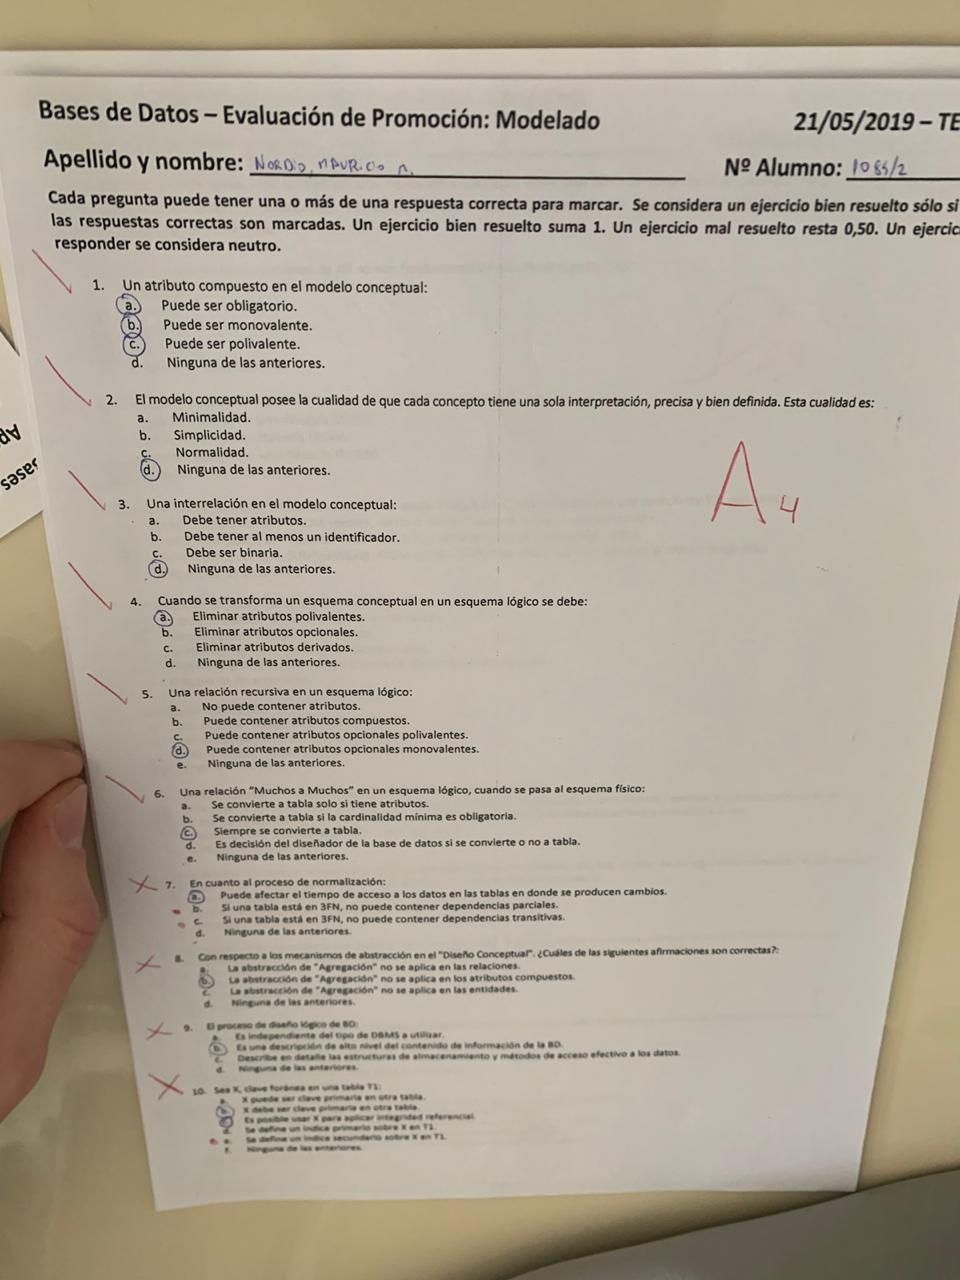 Bases de Datos – Evaluación de Promoción: Modelado 21/05/2019 – TE
Apellido y nombre: NORDIO, MAURICIO N. Nº Alumno: 1085/2
Cada pregunta puede tener una o más de una respuesta correcta para marcar. Se considera un ejercicio bien resuelto sólo si
las respuestas correctas son marcadas. Un ejercicio bien resuelto suma 1. Un ejercicio mal resuelto resta 0,50. Un ejercic
responder se considera neutro.
1. Un atributo compuesto en el modelo conceptual:
a. Puede ser obligatorio.
b. Puede ser monovalente.
c. Puede ser polivalente.
d. Ninguna de las anteriores.
2. El modelo conceptual posee la cualidad de que cada concepto tiene una sola interpretación, precisa y bien definida. Esta cualidad es:
a. Minimalidad.
b. Simplicidad.
c. Normalidad.
d. Ninguna de las anteriores.
A 4
3. Una interrelación en el modelo conceptual:
a. Debe tener atributos.
b. Debe tener al menos un identificador.
c. Debe ser binaria.
d. Ninguna de las anteriores.
4. Cuando se transforma un esquema conceptual en un esquema lógico se debe:
a. Eliminar atributos polivalentes.
b. Eliminar atributos opcionales.
c. Eliminar atributos derivados.
d. Ninguna de las anteriores.
5. Una relación recursiva en un esquema lógico:
a. No puede contener atributos.
b. Puede contener atributos compuestos.
c. Puede contener atributos opcionales polivalentes.
d. Puede contener atributos opcionales monovalentes.
e. Ninguna de las anteriores.
6. Una relación "Muchos a Muchos" en un esquema lógico, cuando se pasa al esquema físico:
a. Se convierte a tabla solo si tiene atributos.
b. Se convierte a tabla si la cardinalidad mínima es obligatoria.
c. Siempre se convierte a tabla.
d. Es decisión del diseñador de la base de datos si se convierte o no a tabla.
e. Ninguna de las anteriores.
7. En cuanto al proceso de normalización:
a. Puede afectar el tiempo de acceso a los datos en las tablas en donde se producen cambios.
b. Si una tabla está en 3FN, no puede contener dependencias parciales.
c. Si una tabla está en 3FN, no puede contener dependencias transitivas.
d. Ninguna de las anteriores.
8. Con respecto a los mecanismos de abstracción en el "Diseño Conceptual". ¿Cuáles de las siguientes afirmaciones son correctas?:
a. La abstracción de "Agregación" no se aplica en las relaciones.
b. La abstracción de "Agregación" no se aplica en los atributos compuestos.
c. La abstracción de "Agregación" no se aplica en las entidades.
d. Ninguna de las anteriores.
9. El proceso de diseño lógico de BD:
a. Es independiente del tipo de DBMS a utilizar.
b. Es una descripción de alto nivel del contenido de información de la BD.
c. Describe en detalle las estructuras de almacenamiento y métodos de acceso efectivo a los datos.
d. Ninguna de las anteriores.
10. Sea X, clave foránea en una tabla T1:
a. X puede ser clave primaria en otra tabla.
b. X debe ser clave primaria en otra tabla.
c. Es posible usar X para aplicar integridad referencial.
d. Se define un índice primario sobre X en T1.
e. Se define un índice secundario sobre X en T1.
f. Ninguna de las anteriores.